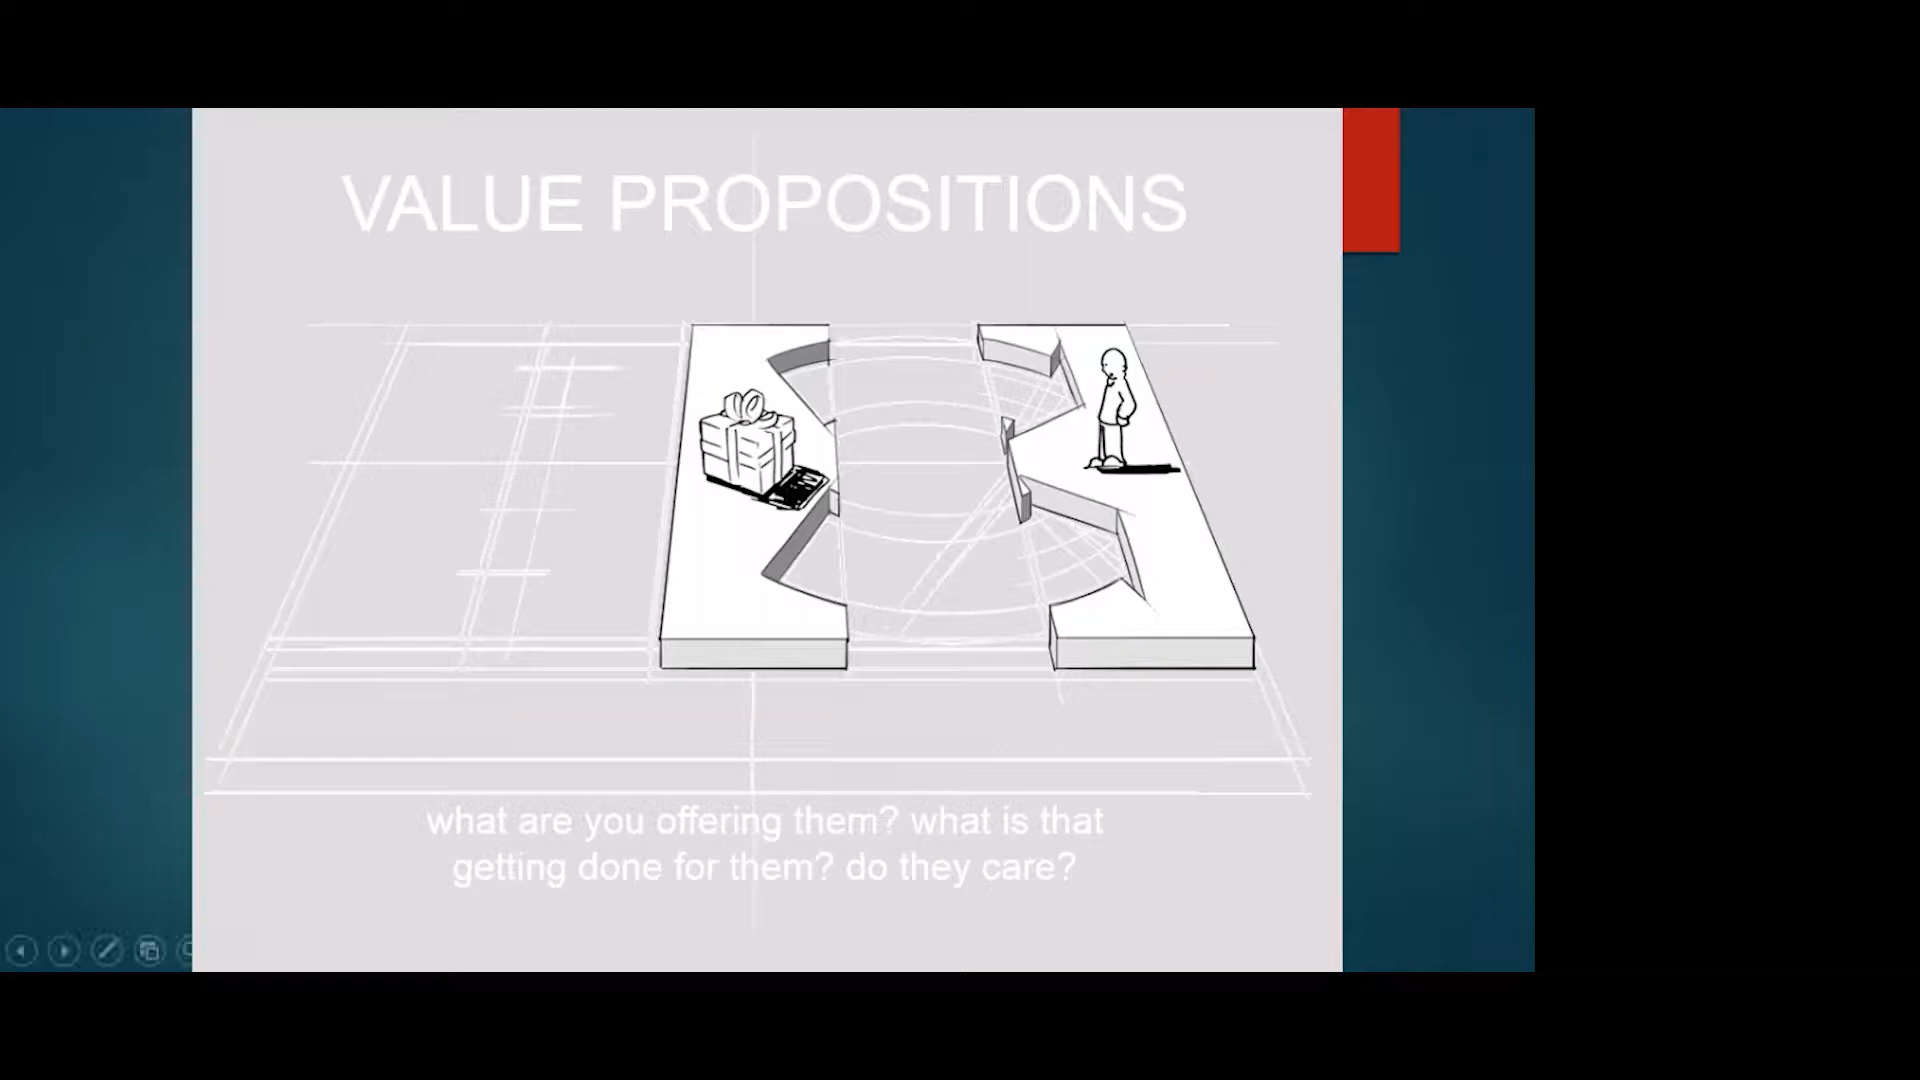 VALUE PROPOSITIONS
what are you offering them? what is that
getting done for them? do they care?